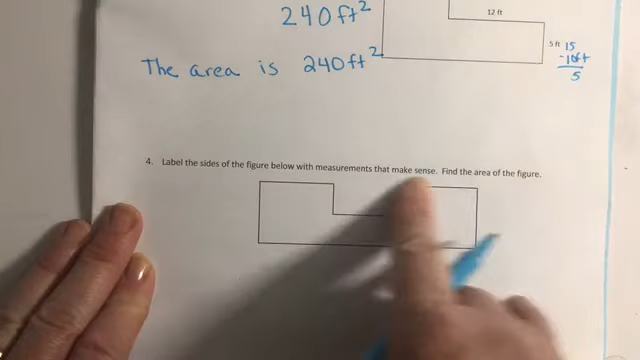 240ft²
12 ft
5 ft 15
-10ft
5
The area is 240ft²
4. Label the sides of the figure below with measurements that make sense. Find the area of the figure.